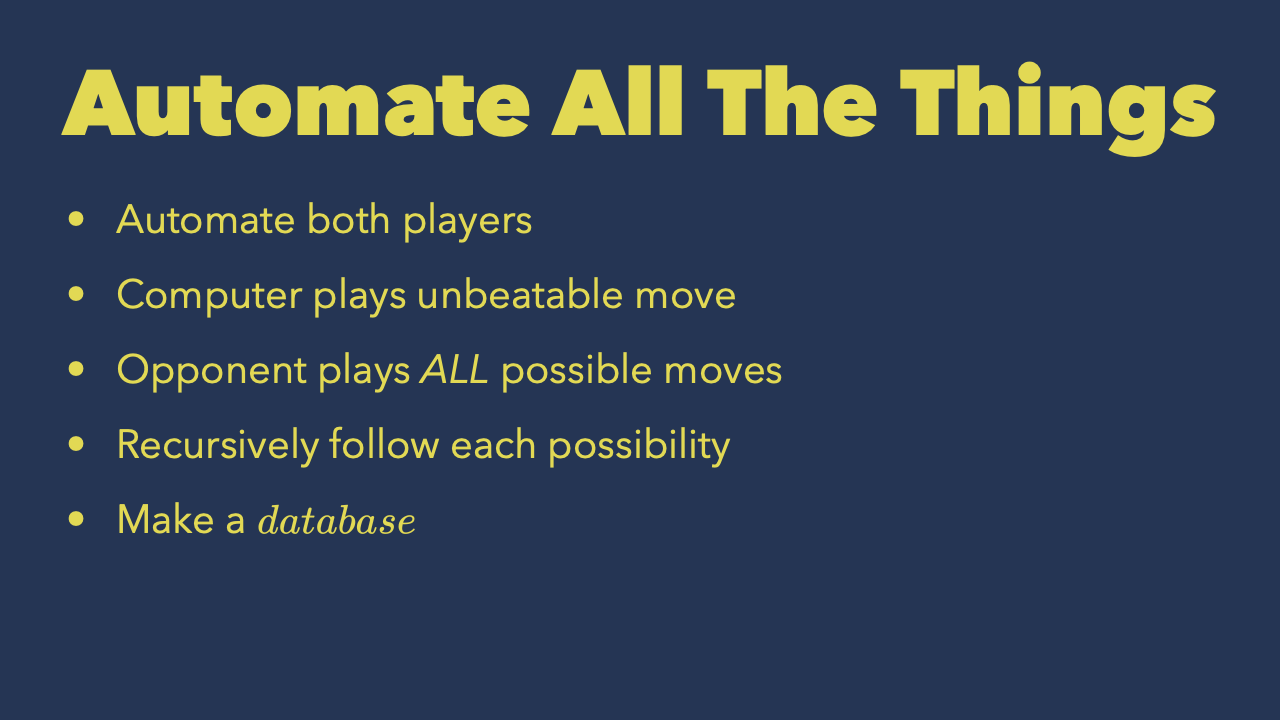 Automate All The Things
• Automate both players
• Computer plays unbeatable move
• Opponent plays ALL possible moves
• Recursively follow each possibility
• Make a database